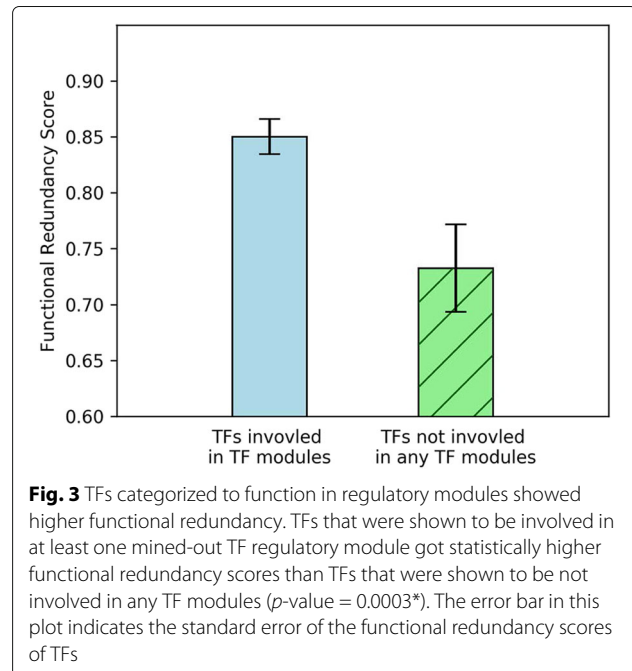 0.90
0.85
0.80
0.75
0.70
0.65
0.60
Functional Redundancy Score
TFs invovled
in TF modules
TFs not invovled
in any TF modules
Fig. 3 TFs categorized to function in regulatory modules showed
higher functional redundancy. TFs that were shown to be involved in
at least one mined-out TF regulatory module got statistically higher
functional redundancy scores than TFs that were shown to be not
involved in any TF modules (p-value = 0.0003*). The error bar in this
plot indicates the standard error of the functional redundancy scores
of TFs